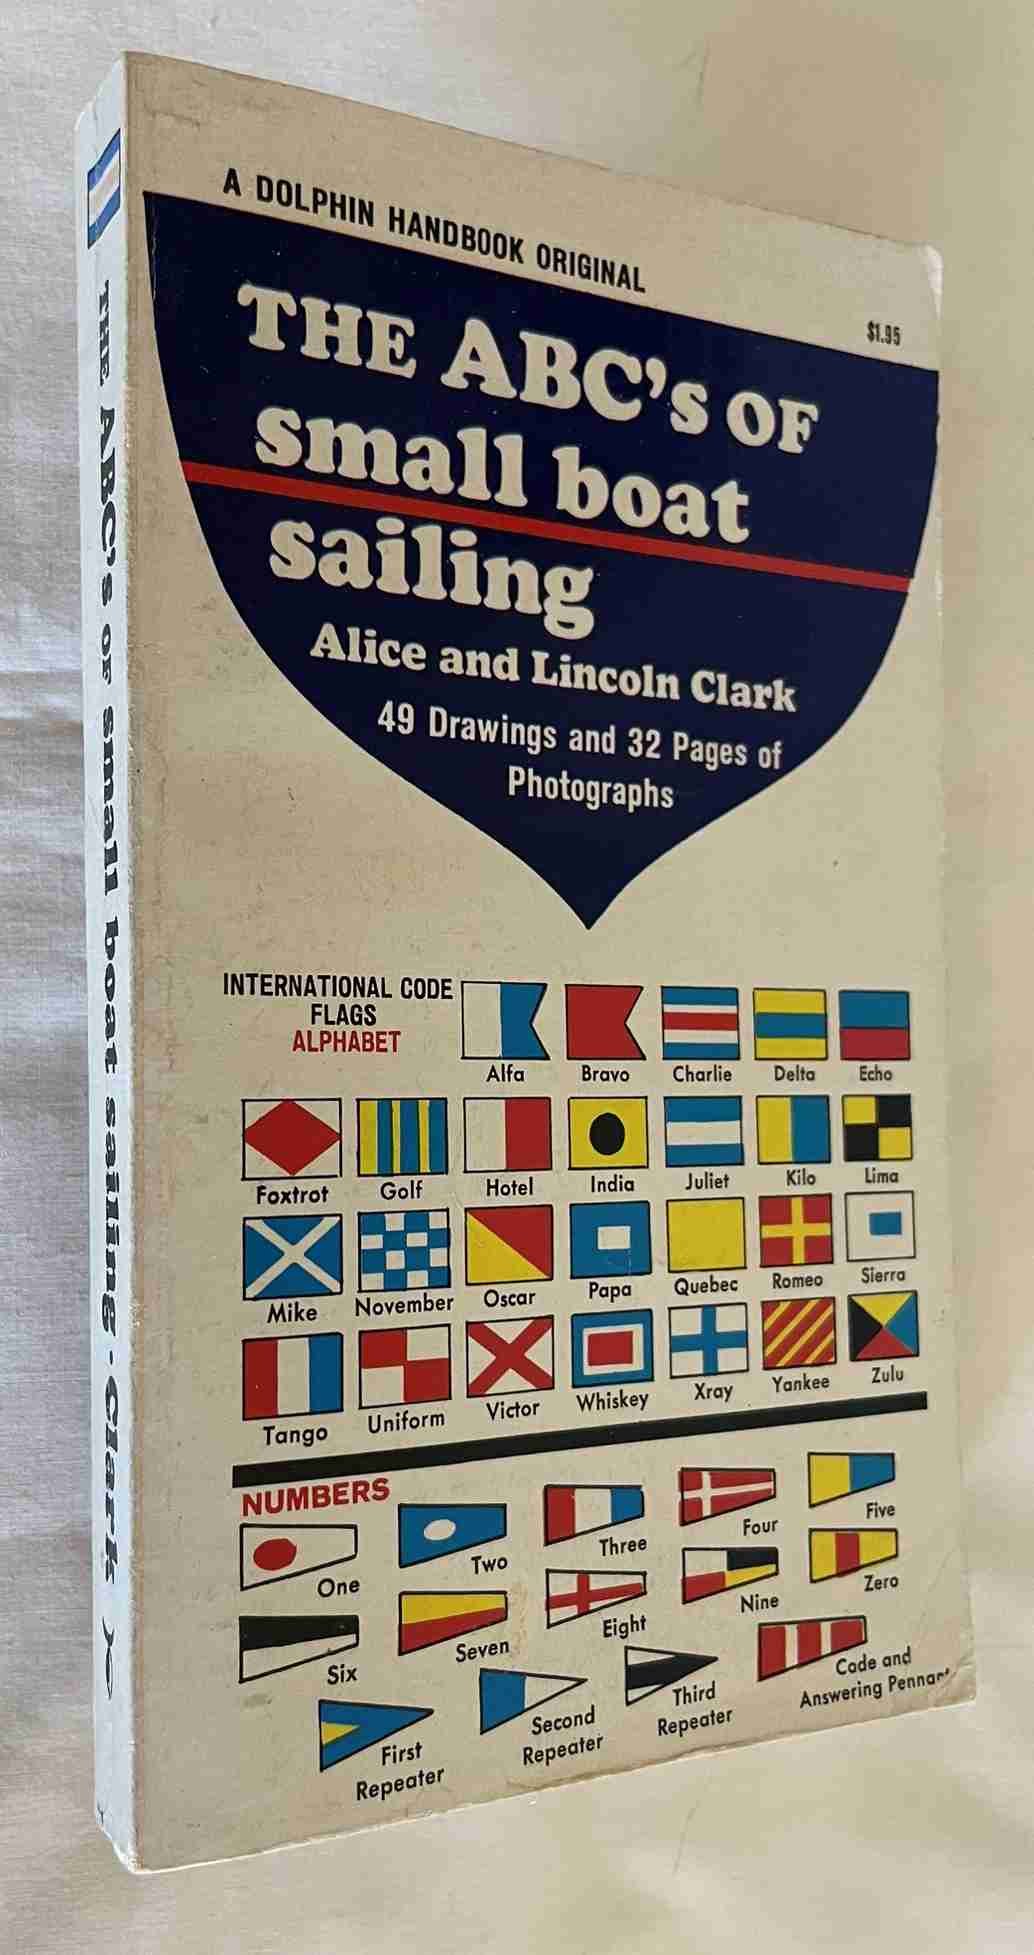 A DOLPHIN HANDBOOK ORIGINAL
$1.95
THE ABC's OF
small boat
sailing
Alice and Lincoln Clark
49 Drawings and 32 Pages of
Photographs
INTERNATIONAL CODE
FLAGS
ALPHABET
Alfa Bravo Charlie Delta Echo
Foxtrot Golf Hotel India Juliet Kilo Lima
Mike November Oscar Papa Quebec Romeo Sierra
Tango Uniform Victor Whiskey Xray Yankee Zulu
NUMBERS
One Two Three Four Five
Six Seven Eight Nine Zero
First
Repeater
Second
Repeater
Third
Repeater
Code and
Answering Pennant
THE ABC's OF small boat sailing · Clark